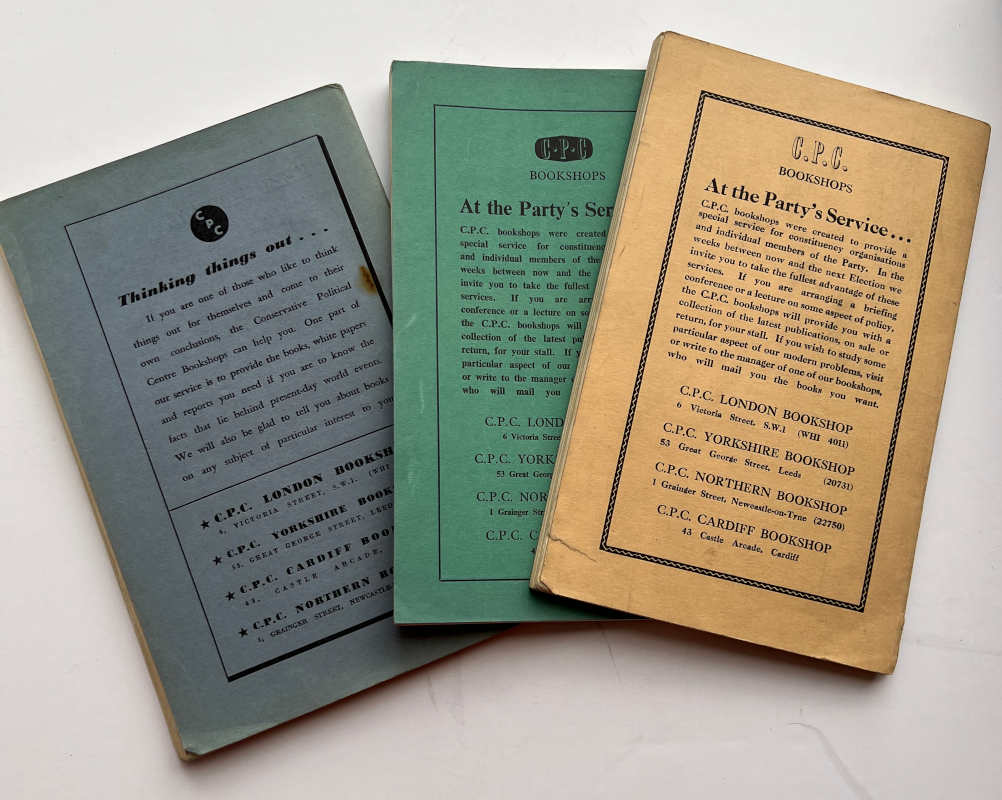 CPC
Thinking things out . . .
If you are one of those who like to think
things out for themselves and come to their
own conclusions, the Conservative Political
Centre Bookshops can help you. One part of
our service is to provide the books, white papers
and reports you need if you are to know the
facts that lie behind present-day world events.
We will also be glad to tell you about books
on any subject of particular interest to you
★ C.P.C. LONDON BOOKSH
6, VICTORIA STREET, S.W.1. (WHI
★ C.P.C. YORKSHIRE BOOK
53, GREAT GEORGE STREET, LEED
★ C.P.C. CARDIFF BOO
43, CASTLE ARCADE,
★ C.P.C. NORTHERN BO
1, GRAINGER STREET, NEWCASTLE-
C·P·C
BOOKSHOPS
At the Party's Ser
C.P.C. bookshops were created
special service for constituenc
and individual members of the
weeks between now and the
invite you to take the fullest
services. If you are arr
conference or a lecture on so
the C.P.C. bookshops will
collection of the latest pu
return, for your stall. If y
particular aspect of our
or write to the manager
who will mail you
C.P.C. LOND
6 Victoria Stree
C.P.C. YORK
53 Great Georg
C.P.C. NOR
1 Grainger Str
C.P.C. C
C.P.C.
BOOKSHOPS
At the Party's Service...
C.P.C. bookshops were created to provide a
special service for constituency organisations
and individual members of the Party. In the
weeks between now and the next Election we
invite you to take the fullest advantage of these
services. If you are arranging a briefing
conference or a lecture on some aspect of policy,
the C.P.C. bookshops will provide you with a
collection of the latest publications, on sale or
return, for your stall. If you wish to study some
particular aspect of our modern problems, visit
or write to the manager of one of our bookshops,
who will mail you the books you want.
C.P.C. LONDON BOOKSHOP
6 Victoria Street, S.W.1 (WHI 4011)
C.P.C. YORKSHIRE BOOKSHOP
53 Great George Street, Leeds (20731)
C.P.C. NORTHERN BOOKSHOP
1 Grainger Street, Newcastle-on-Tyne (22750)
C.P.C. CARDIFF BOOKSHOP
43 Castle Arcade, Cardiff